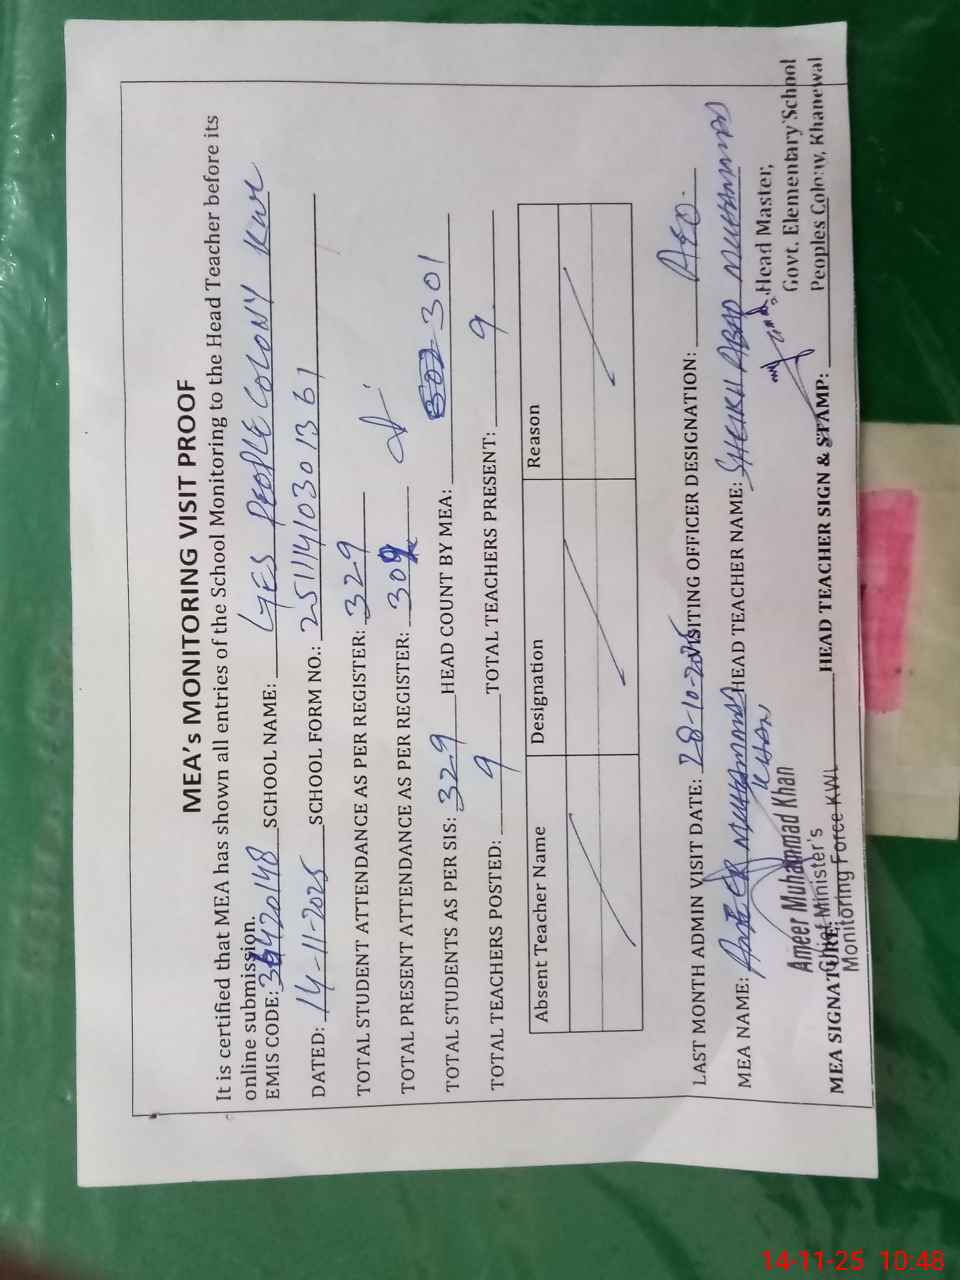 MEA's MONITORING VISIT PROOF
It is certified that MEA has shown all entries of the School Monitoring to the Head Teacher before its
online submission.
EMIS CODE: 36420148 SCHOOL NAME: GES PEOPLE COLONY KWL
DATED: 14-11-2025 SCHOOL FORM NO.: 2511141030 1361
TOTAL STUDENT ATTENDANCE AS PER REGISTER: 329
TOTAL PRESENT ATTENDANCE AS PER REGISTER: 302
TOTAL STUDENTS AS PER SIS: 329 HEAD COUNT BY MEA: 301
TOTAL TEACHERS POSTED: 9 TOTAL TEACHERS PRESENT: 9
Absent Teacher Name Designation Reason
LAST MONTH ADMIN VISIT DATE: 28-10-2025 VISITING OFFICER DESIGNATION: AEO.
MEA NAME: AMEER MUHAMMAD KHAN HEAD TEACHER NAME: SHEIKH ABAD MUHAMMAD
Ameer Muhammad Khan
Chief Minister's
Monitoring Force KWL
Head Master,
Govt. Elementary School
Peoples Colony, Khanewal
MEA SIGNATURE: HEAD TEACHER SIGN & STAMP:
14-11-25 10:48